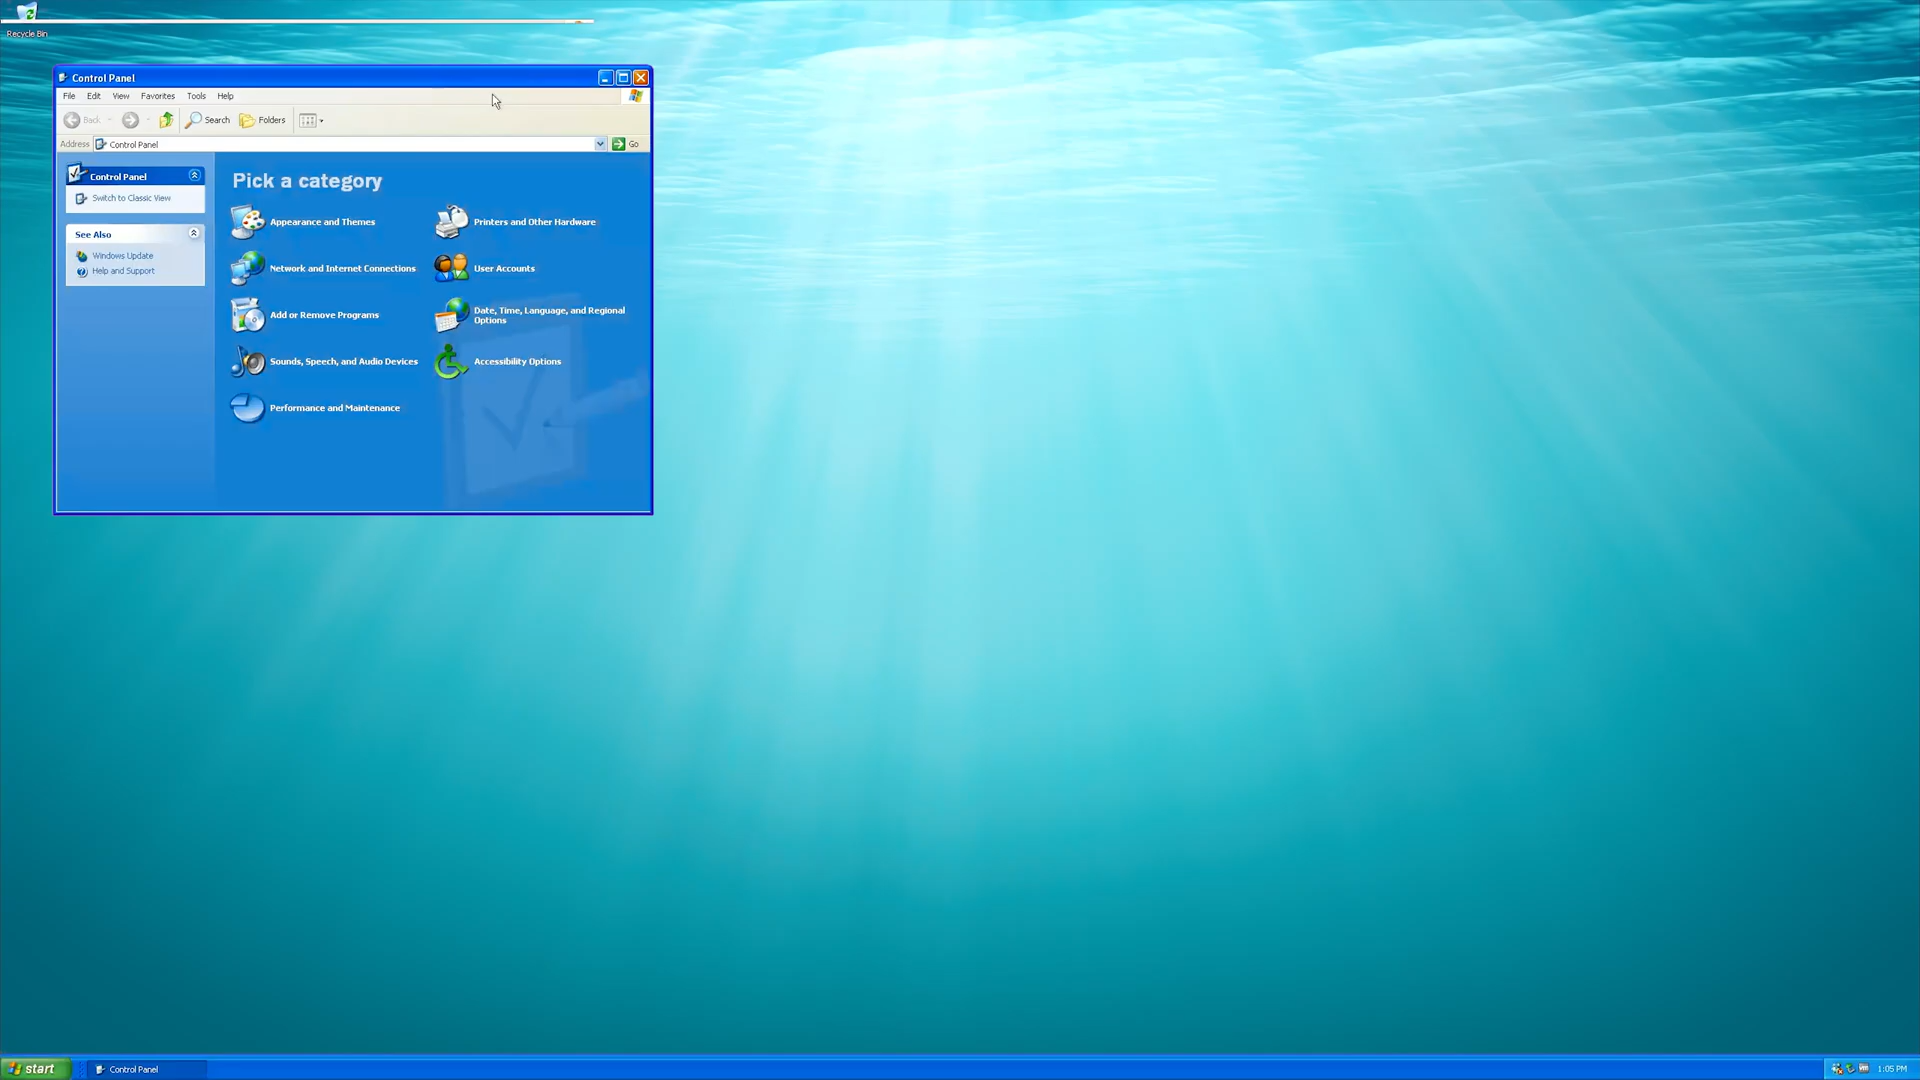 Recycle Bin
Control Panel
File Edit View Favorites Tools Help
Back Search Folders
Address Control Panel Go
Control Panel
Switch to Classic View
See Also
Windows Update
Help and Support
Pick a category
Appearance and Themes
Printers and Other Hardware
Network and Internet Connections
User Accounts
Add or Remove Programs
Date, Time, Language, and Regional
Options
Sounds, Speech, and Audio Devices
Accessibility Options
Performance and Maintenance
start Control Panel 1:05 PM